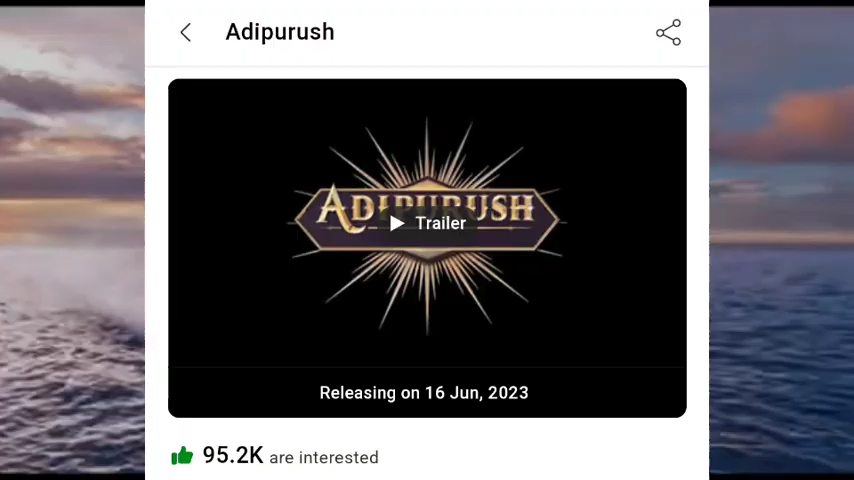 Adipurush
ADIPURUSH
Trailer
Releasing on 16 Jun, 2023
95.2K are interested